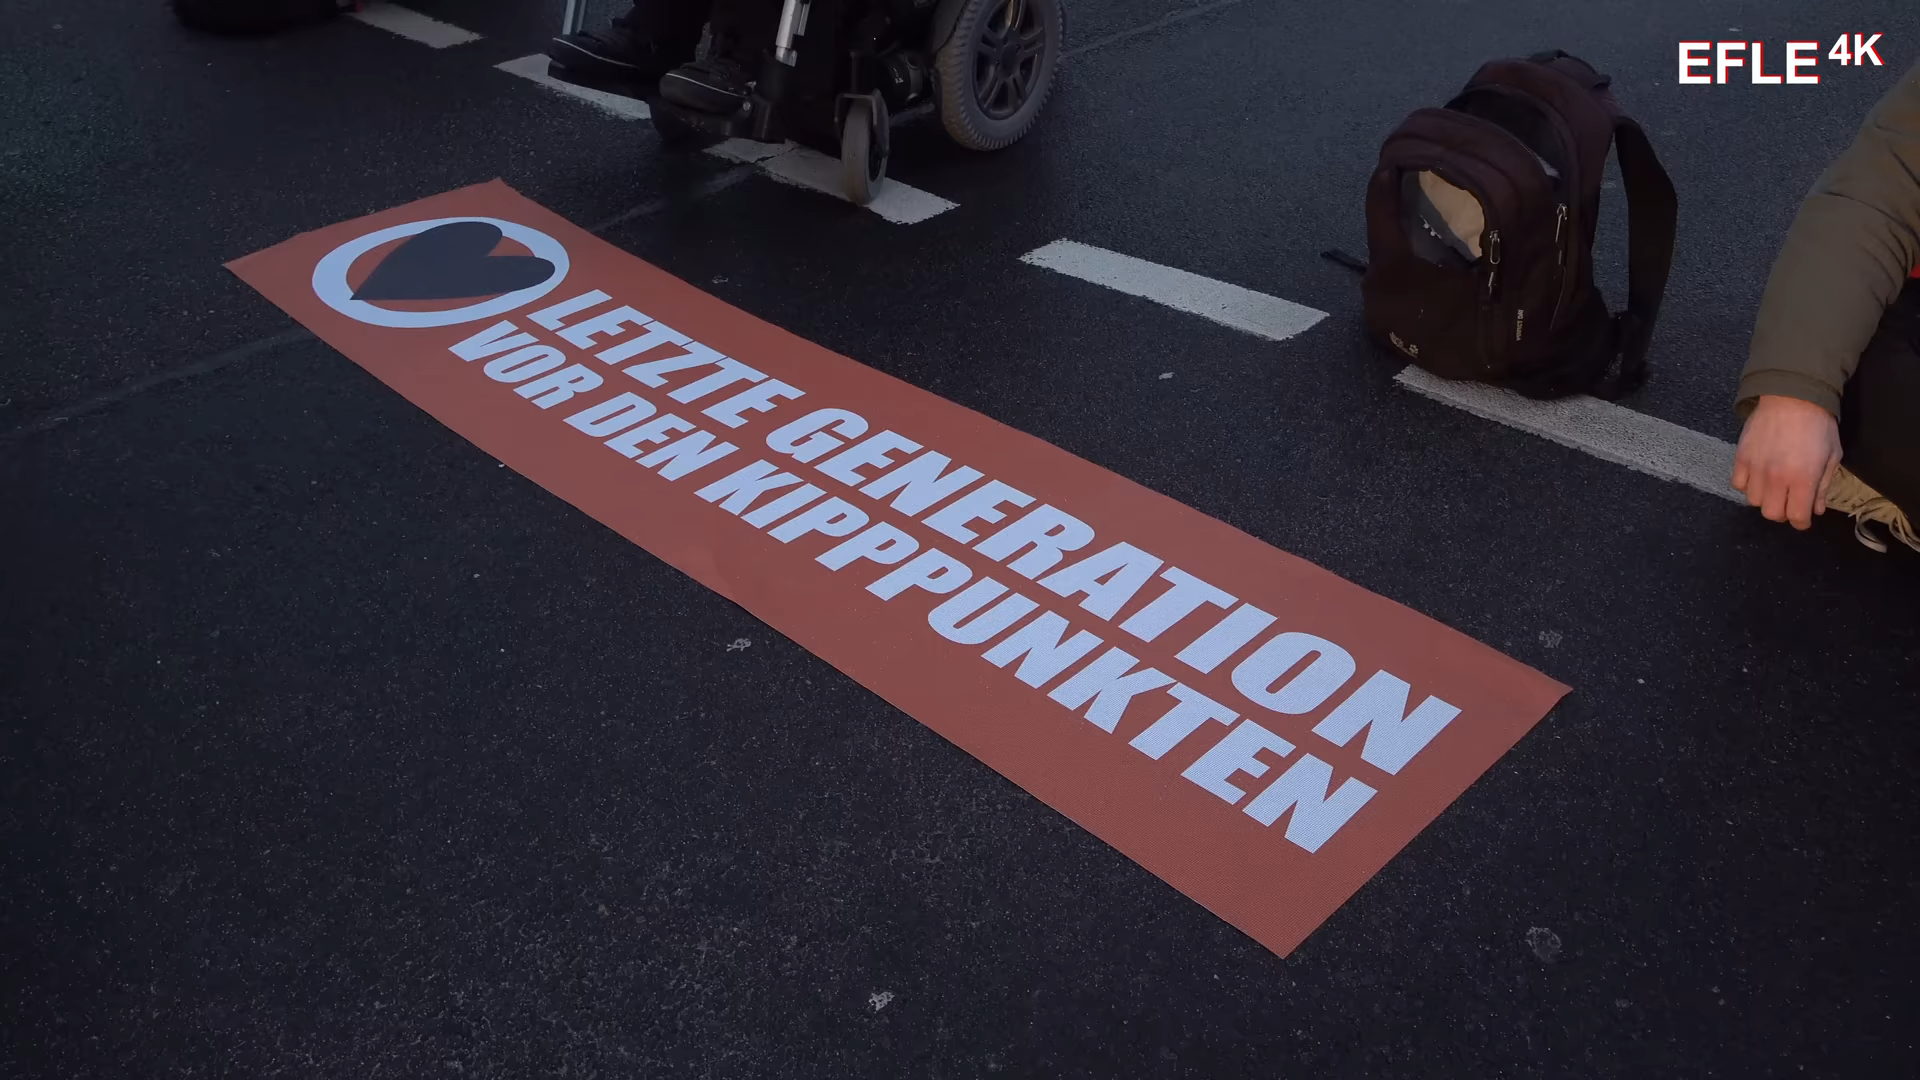 EFLE 4K
LETZTE GENERATION
VOR DEN KIPPPUNKTEN